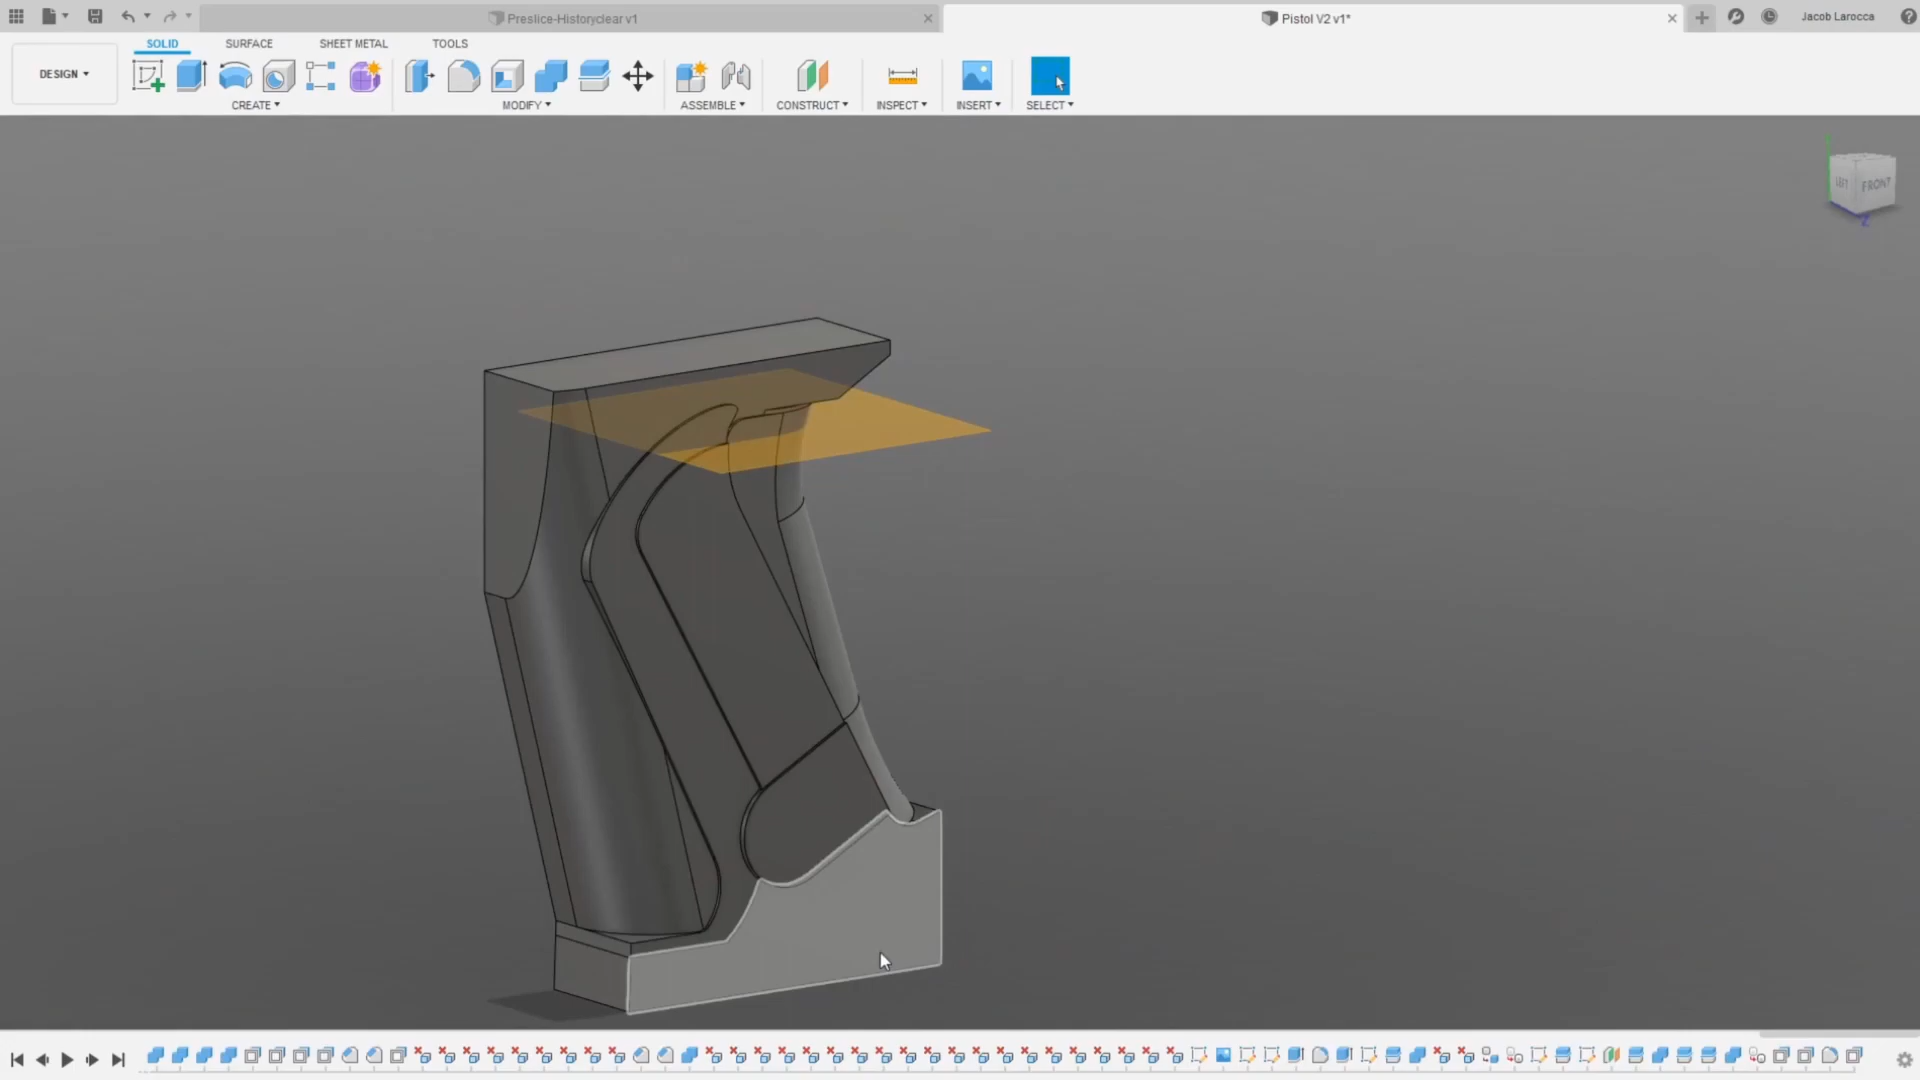 Preslice-Historyclear v1
Pistol V2 v1*
Jacob Larocca
SOLID
SURFACE
SHEET METAL
TOOLS
DESIGN
CREATE
MODIFY
ASSEMBLE
CONSTRUCT
INSPECT
INSERT
SELECT
LEFT
FRONT
Z